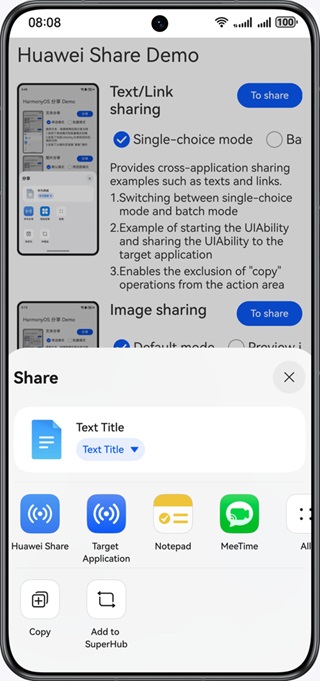 08:08
100
Huawei Share Demo
Text/Link
sharing
To share
Single-choice mode
Ba
Provides cross-application sharing
examples such as texts and links.
1.Switching between single-choice
mode and batch mode
2.Example of starting the UIAbility
and sharing the UIAbility to the
target application
3.Enables the exclusion of "copy"
operations from the action area
Image sharing
To share
Default mode
Preview i
Share
Text Title
Text Title
Huawei Share
Target
Application
Notepad
MeeTime
All
Copy
Add to
SuperHub